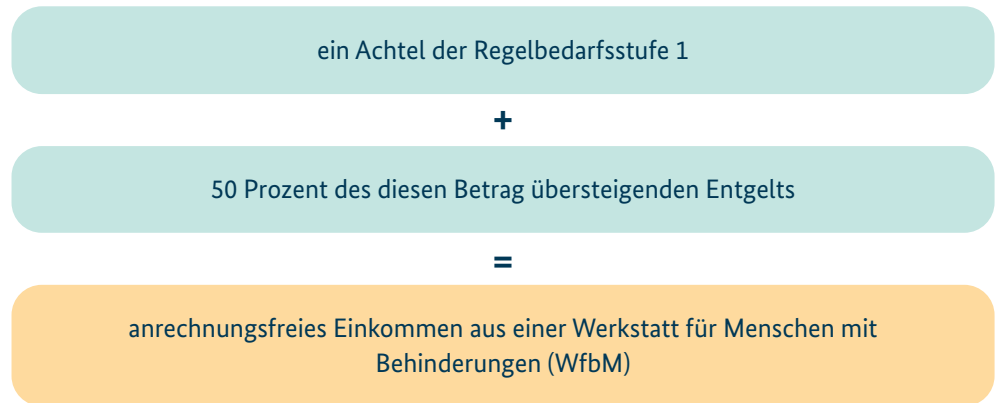 ein Achtel der Regelbedarfsstufe 1
+
50 Prozent des diesen Betrag übersteigenden Entgelts
=
anrechnungsfreies Einkommen aus einer Werkstatt für Menschen mit
Behinderungen (WfbM)